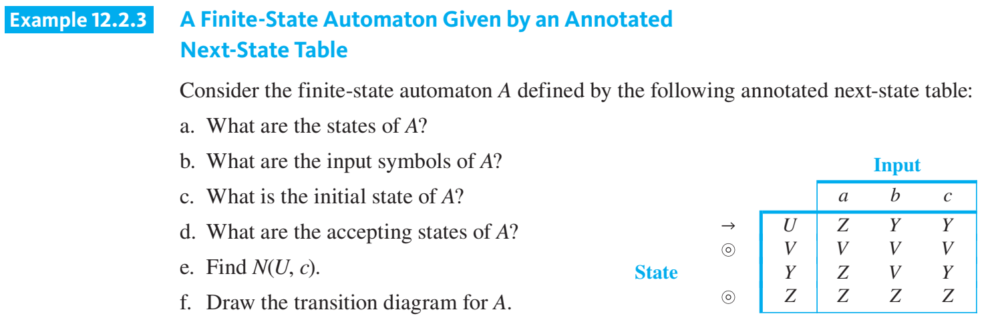 Example 12.2.3 A Finite-State Automaton Given by an Annotated
Next-State Table
Consider the finite-state automaton A defined by the following annotated next-state table:
a. What are the states of A?
b. What are the input symbols of A?
c. What is the initial state of A?
d. What are the accepting states of A?
e. Find N(U, c).
f. Draw the transition diagram for A.
Input
a b c
→ U Z Y Y
◎ V V V V
State Y Z V Y
◎ Z Z Z Z